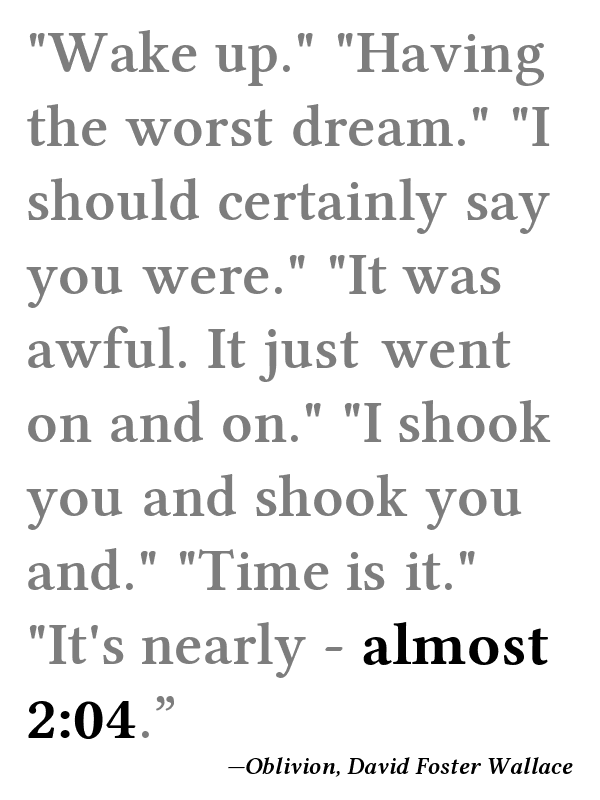 "Wake up." "Having
the worst dream." "I
should certainly say
you were." "It was
awful. It just went
on and on." "I shook
you and shook you
and." "Time is it."
"It's nearly - almost
2:04.”
—Oblivion, David Foster Wallace